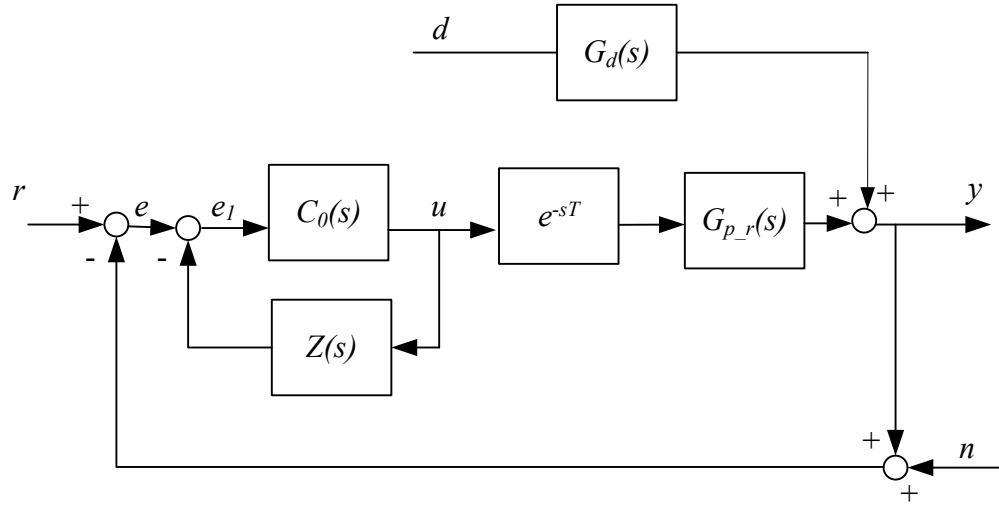 d
G_d(s)
r
+
e
e_1
C_0(s)
u
e^{-sT}
G_{p_r}(s)
+
+
y
-
-
Z(s)
+
n
+